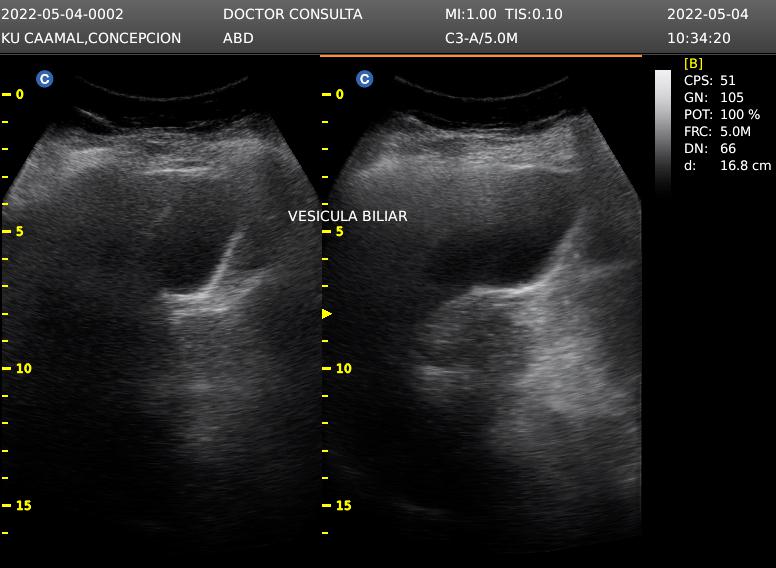 2022-05-04-0002 DOCTOR CONSULTA MI:1.00 TIS:0.10 2022-05-04
KU CAAMAL,CONCEPCION ABD C3-A/5.0M 10:34:20
C C [B]
0 0 CPS: 51
GN: 105
POT: 100 %
FRC: 5.0M
DN: 66
d: 16.8 cm
VESICULA BILIAR
5 5
10 10
15 15